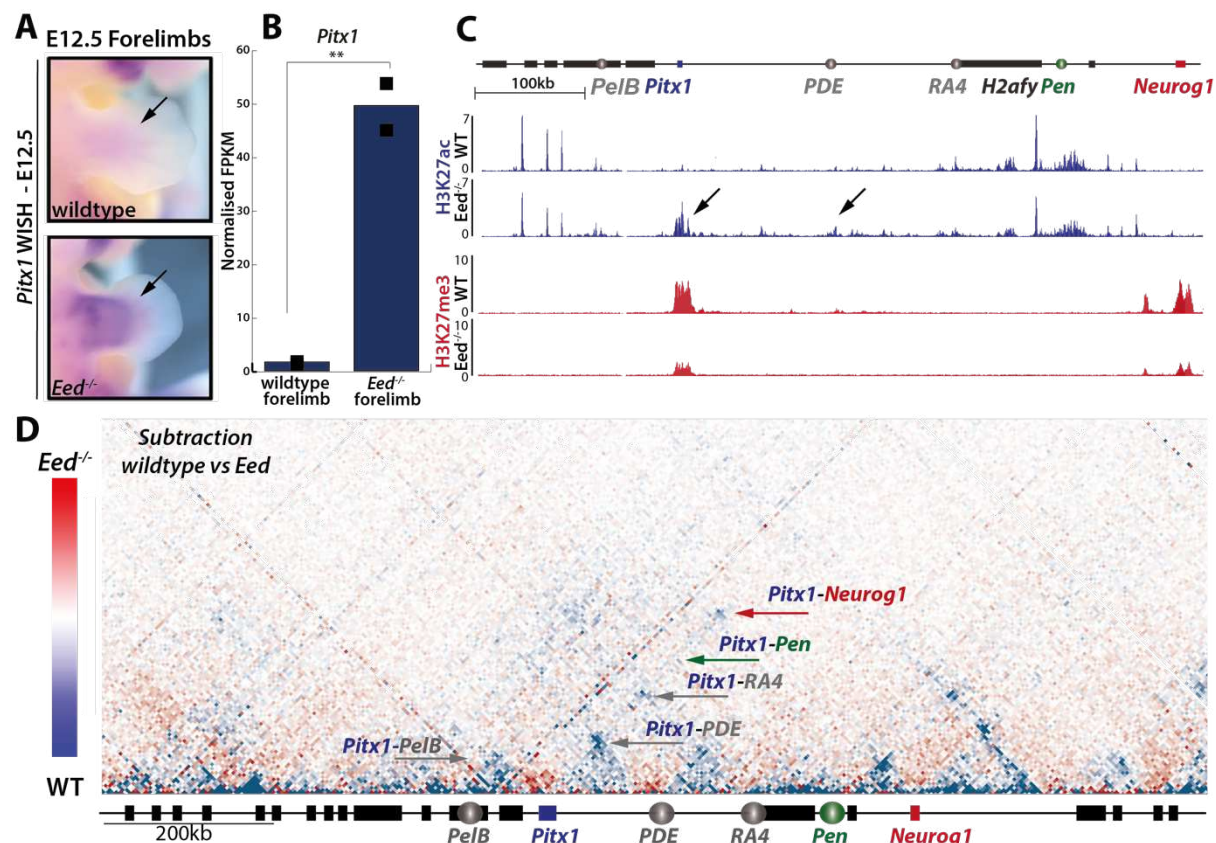 A
E12.5 Forelimbs
Pitx1 WISH - E12.5
wildtype
Eed-/-
B
Pitx1
**
Normalised FPKM
60
50
40
30
20
10
0
wildtype forelimb
Eed-/- forelimb
C
100kb
PelB Pitx1 PDE RA4 H2afy Pen Neurog1
H3K27ac
WT
7
0
Eed-/-
7
0
H3K27me3
WT
10
0
Eed-/-
10
0
D
Subtraction
wildtype vs Eed
Eed-/-
WT
Pitx1-Neurog1
Pitx1-Pen
Pitx1-RA4
Pitx1-PDE
Pitx1-PelB
200kb
PelB Pitx1 PDE RA4 Pen Neurog1